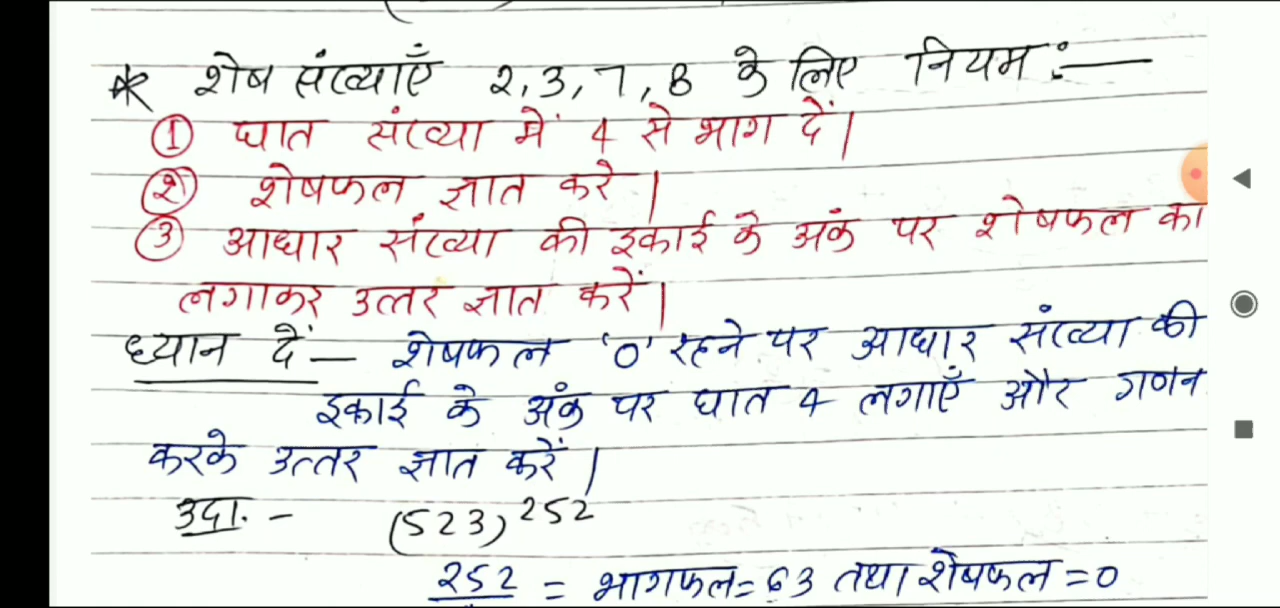 * शेष संख्याएँ 2, 3, 7, 8 के लिए नियम :—
① घात संख्या में 4 से भाग दें।
② शेषफल ज्ञात करे।
③ आधार संख्या की इकाई के अंक पर शेषफल का
लगाकर उत्तर ज्ञात करें।
ध्यान दें — शेषफल '0' रहने पर आधार संख्या की
इकाई के अंक पर घात 4 लगाएँ और गणन
करके उत्तर ज्ञात करें।
उदा. - (523)^252
252 = भागफल = 63 तथा शेषफल = 0